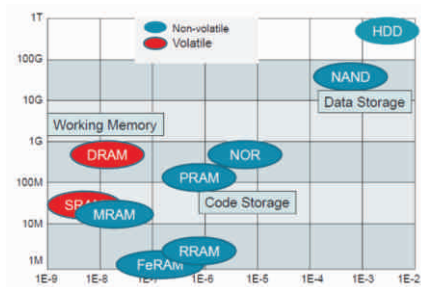 1T
HDD
Non-volatile
Volatile
100G
NAND
10G
Data Storage
Working Memory
1G
DRAM
NOR
PRAM
100M
Code Storage
MRAM
10M
RRAM
FeRAM
1M
1E-9
1E-8
1E-7
1E-6
1E-5
1E-4
1E-3
1E-2